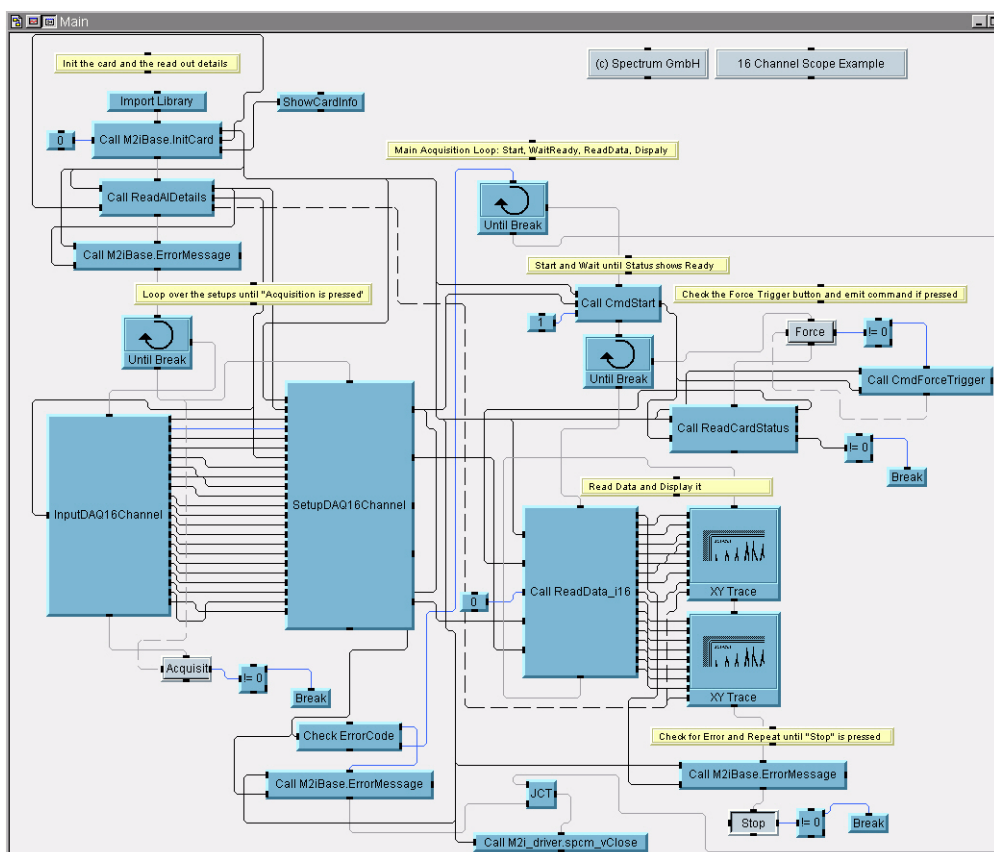 Main
Init the card and the read out details
(c) Spectrum GmbH
16 Channel Scope Example
Import Library
ShowCardInfo
0
Call M2iBase.InitCard
Main Acquisition Loop: Start, WaitReady, ReadData, Dispaly
Call ReadAIDetails
Until Break
Call M2iBase.ErrorMessage
Start and Wait until Status shows Ready
Loop over the setups until "Acquisition is pressed'
Check the Force Trigger button and emit command if pressed
Call CmdStart
1
Force
!= 0
Until Break
Until Break
Call CmdForceTrigger
Call ReadCardStatus
!= 0
Break
Read Data and Display it
InputDAQ16Channel
SetupDAQ16Channel
Call ReadData_i16
XY Trace
0
XY Trace
Acquisit
!= 0
Break
Check ErrorCode
Check for Error and Repeat until "Stop" is pressed
Call M2iBase.ErrorMessage
Call M2iBase.ErrorMessage
JCT
Stop
!= 0
Break
Call M2i_driver.spcm_vClose